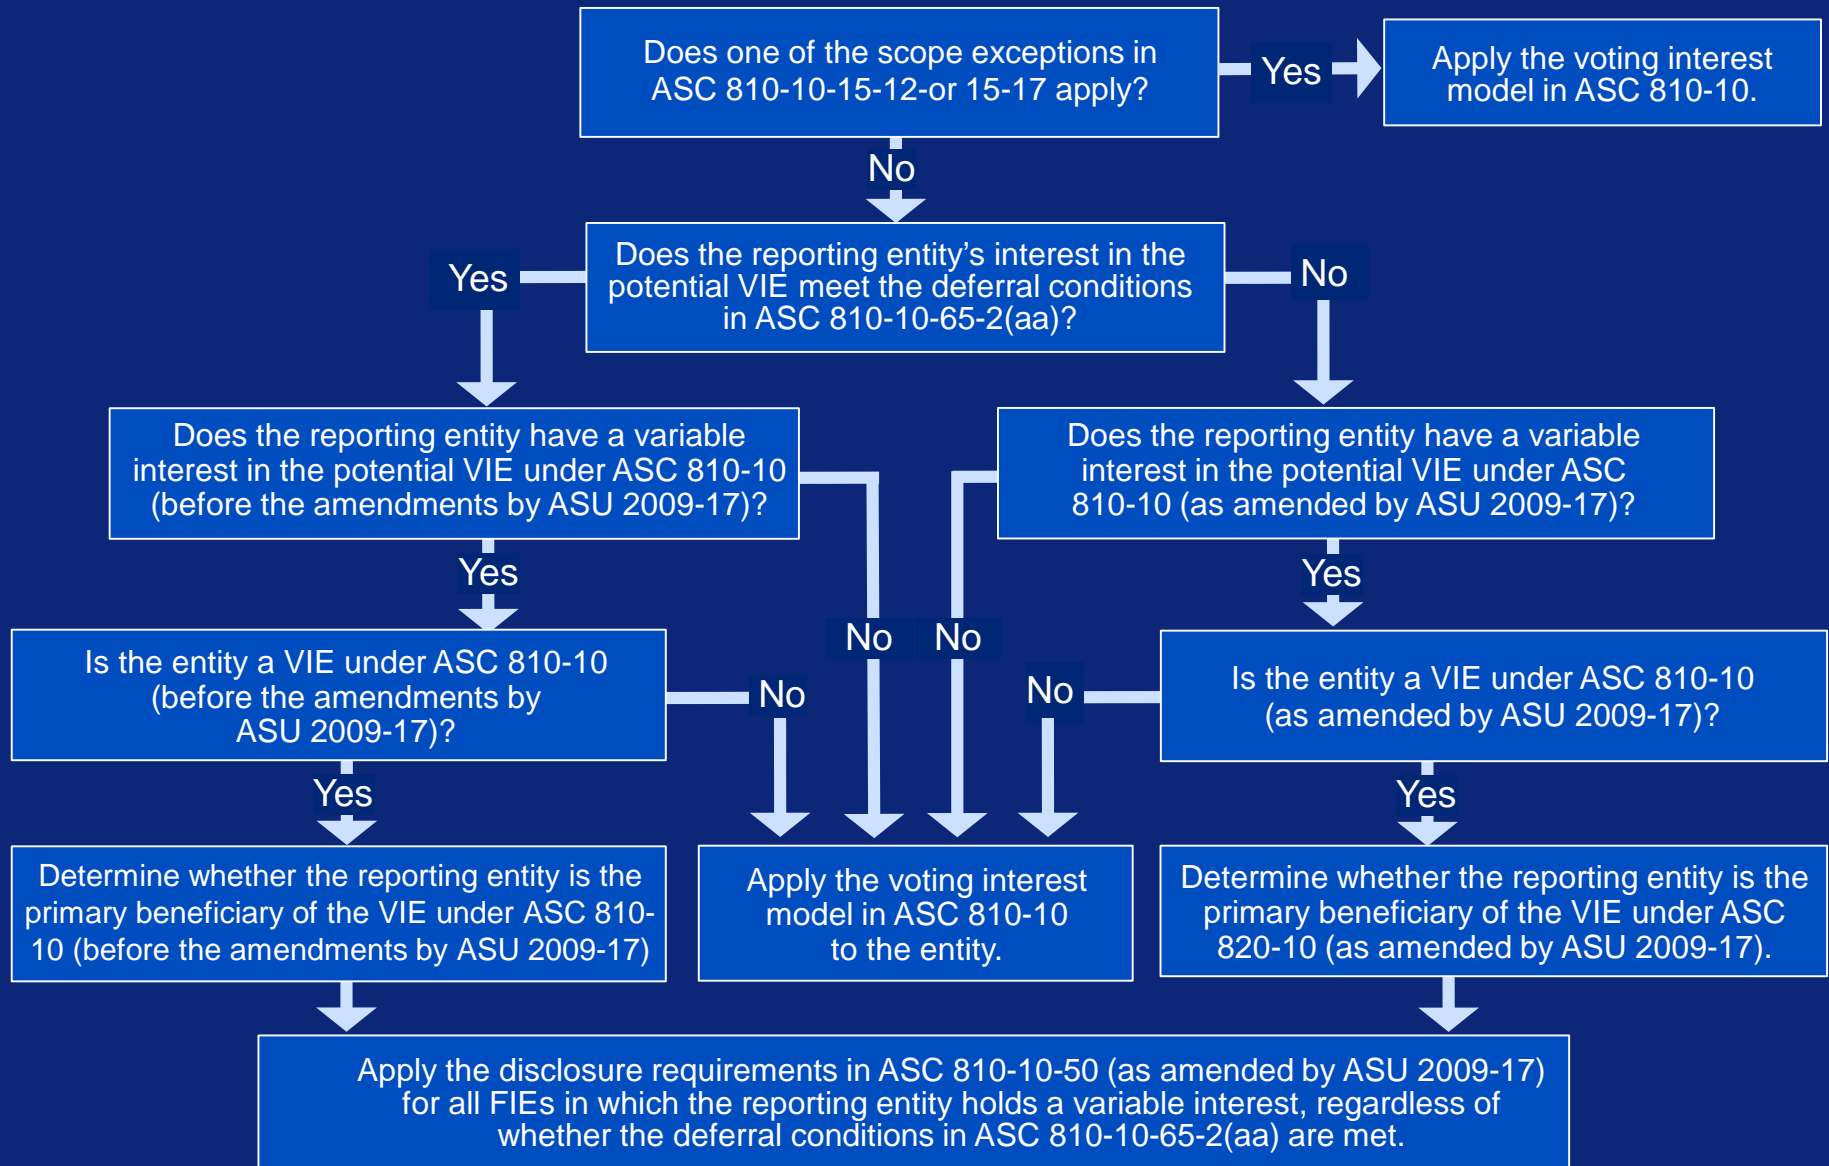 Does one of the scope exceptions in
ASC 810-10-15-12-or 15-17 apply?
Yes
Apply the voting interest
model in ASC 810-10.
No
Does the reporting entity’s interest in the
potential VIE meet the deferral conditions
in ASC 810-10-65-2(aa)?
Yes
No
Does the reporting entity have a variable
interest in the potential VIE under ASC 810-10
(before the amendments by ASU 2009-17)?
Does the reporting entity have a variable
interest in the potential VIE under ASC
810-10 (as amended by ASU 2009-17)?
Yes
Yes
No
No
Is the entity a VIE under ASC 810-10
(before the amendments by
ASU 2009-17)?
No
No
Is the entity a VIE under ASC 810-10
(as amended by ASU 2009-17)?
Yes
Yes
Determine whether the reporting entity is the
primary beneficiary of the VIE under ASC 810-
10 (before the amendments by ASU 2009-17)
Apply the voting interest
model in ASC 810-10
to the entity.
Determine whether the reporting entity is the
primary beneficiary of the VIE under ASC
820-10 (as amended by ASU 2009-17).
Apply the disclosure requirements in ASC 810-10-50 (as amended by ASU 2009-17)
for all FIEs in which the reporting entity holds a variable interest, regardless of
whether the deferral conditions in ASC 810-10-65-2(aa) are met.